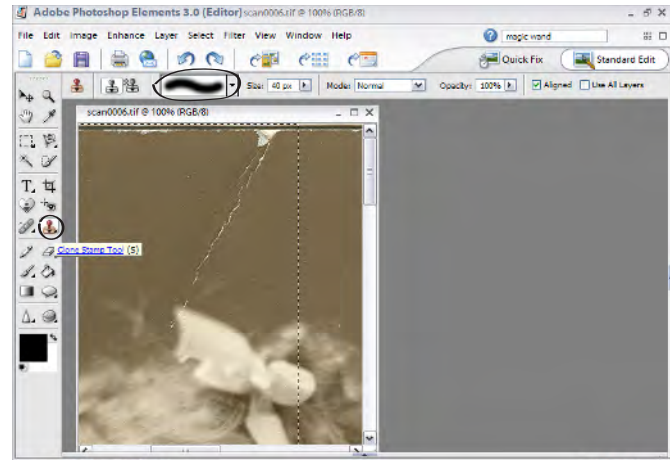 Adobe Photoshop Elements 3.0 (Editor) scan0006.tif @ 100% (RGB/8)
File Edit Image Enhance Layer Select Filter View Window Help magic wand
Quick Fix Standard Edit
Size: 40 px Mode: Normal Opacity: 100% Aligned Use All Layers
scan0006.tif @ 100% (RGB/8)
T
Clone Stamp Tool (S)